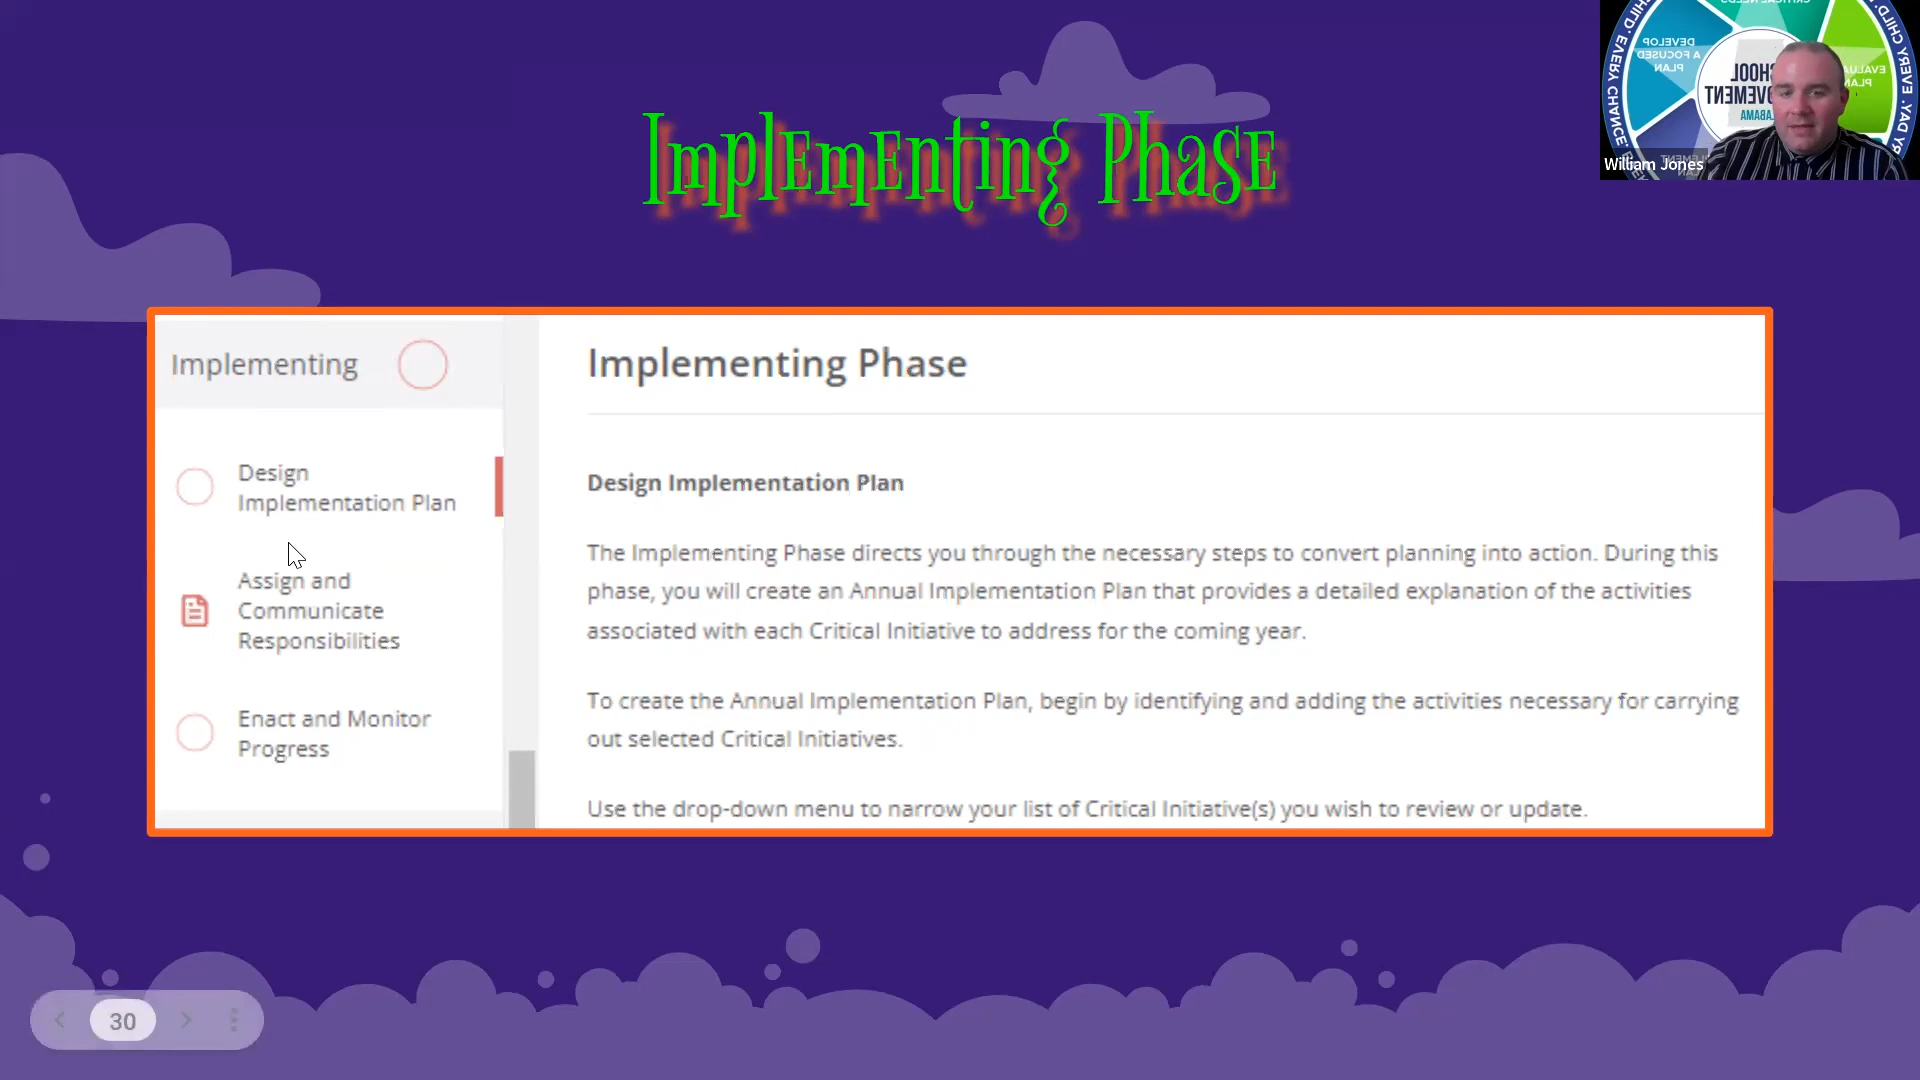 Implementing Phase
Implementing
Design
Implementation Plan
Assign and
Communicate
Responsibilities
Enact and Monitor
Progress
Implementing Phase
Design Implementation Plan
The Implementing Phase directs you through the necessary steps to convert planning into action. During this
phase, you will create an Annual Implementation Plan that provides a detailed explanation of the activities
associated with each Critical Initiative to address for the coming year.
To create the Annual Implementation Plan, begin by identifying and adding the activities necessary for carrying
out selected Critical Initiatives.
Use the drop-down menu to narrow your list of Critical Initiative(s) you wish to review or update.
DEVELOP
A FOCUSED
PLAN
William Jones
30